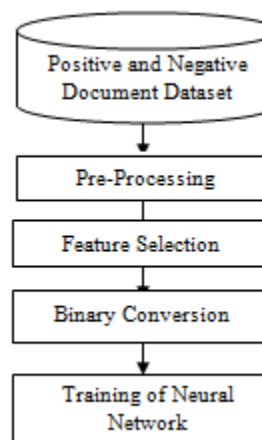 Positive and Negative
Document Dataset
Pre-Processing
Feature Selection
Binary Conversion
Training of Neural
Network